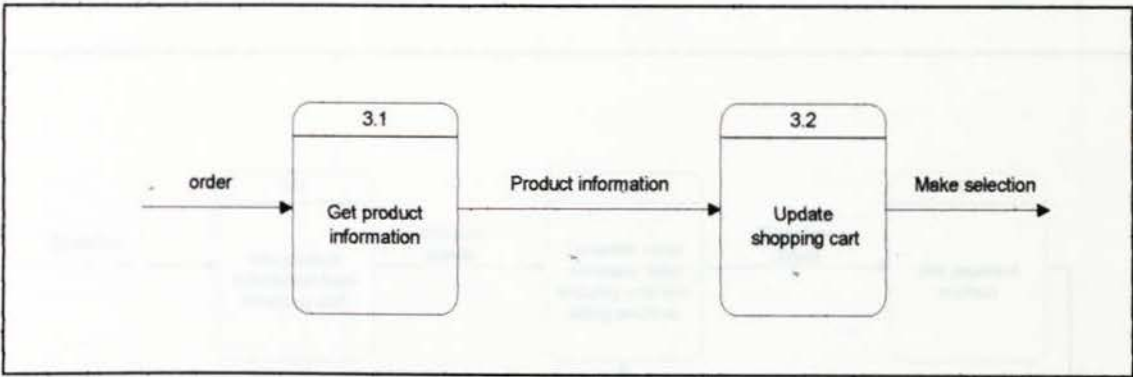 3.1
3.2
order
Product information
Make selection
Get product
information
Update
shopping cart